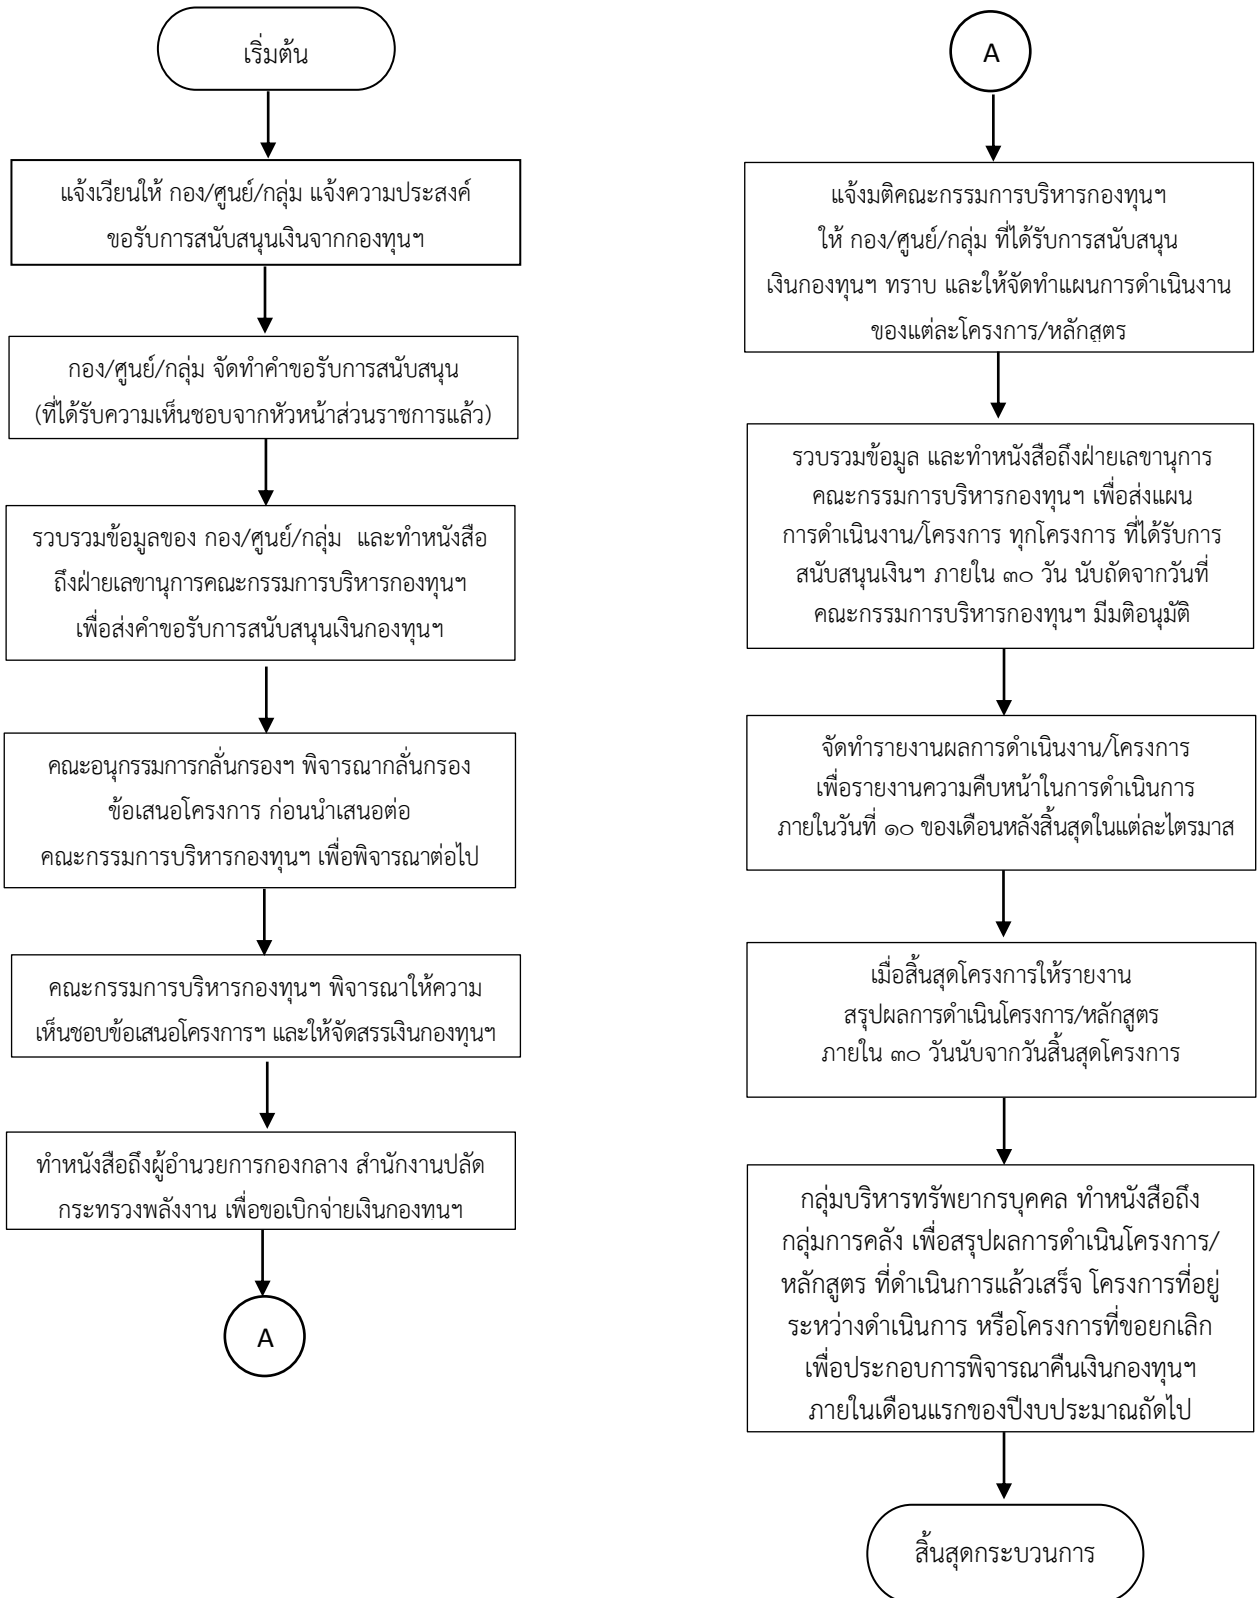 เริ่มต้น
แจ้งเวียนให้ กอง/ศูนย์/กลุ่ม แจ้งความประสงค์
ขอรับการสนับสนุนเงินจากกองทุนฯ
กอง/ศูนย์/กลุ่ม จัดทำคำขอรับการสนับสนุน
(ที่ได้รับความเห็นชอบจากหัวหน้าส่วนราชการแล้ว)
รวบรวมข้อมูลของ กอง/ศูนย์/กลุ่ม และทำหนังสือ
ถึงฝ่ายเลขานุการคณะกรรมการบริหารกองทุนฯ
เพื่อส่งคำขอรับการสนับสนุนเงินกองทุนฯ
คณะอนุกรรมการกลั่นกรองฯ พิจารณากลั่นกรอง
ข้อเสนอโครงการ ก่อนนำเสนอต่อ
คณะกรรมการบริหารกองทุนฯ เพื่อพิจารณาต่อไป
คณะกรรมการบริหารกองทุนฯ พิจารณาให้ความ
เห็นชอบข้อเสนอโครงการฯ และให้จัดสรรเงินกองทุนฯ
ทำหนังสือถึงผู้อำนวยการกองกลาง สำนักงานปลัด
กระทรวงพลังงาน เพื่อขอเบิกจ่ายเงินกองทุนฯ
A
A
แจ้งมติคณะกรรมการบริหารกองทุนฯ
ให้ กอง/ศูนย์/กลุ่ม ที่ได้รับการสนับสนุน
เงินกองทุนฯ ทราบ และให้จัดทำแผนการดำเนินงาน
ของแต่ละโครงการ/หลักสูตร
รวบรวมข้อมูล และทำหนังสือถึงฝ่ายเลขานุการ
คณะกรรมการบริหารกองทุนฯ เพื่อส่งแผน
การดำเนินงาน/โครงการ ทุกโครงการ ที่ได้รับการ
สนับสนุนเงินฯ ภายใน ๓๐ วัน นับถัดจากวันที่
คณะกรรมการบริหารกองทุนฯ มีมติอนุมัติ
จัดทำรายงานผลการดำเนินงาน/โครงการ
เพื่อรายงานความคืบหน้าในการดำเนินการ
ภายในวันที่ ๑๐ ของเดือนหลังสิ้นสุดในแต่ละไตรมาส
เมื่อสิ้นสุดโครงการให้รายงาน
สรุปผลการดำเนินโครงการ/หลักสูตร
ภายใน ๓๐ วันนับจากวันสิ้นสุดโครงการ
กลุ่มบริหารทรัพยากรบุคคล ทำหนังสือถึง
กลุ่มการคลัง เพื่อสรุปผลการดำเนินโครงการ/
หลักสูตร ที่ดำเนินการแล้วเสร็จ โครงการที่อยู่
ระหว่างดำเนินการ หรือโครงการที่ขอยกเลิก
เพื่อประกอบการพิจารณาคืนเงินกองทุนฯ
ภายในเดือนแรกของปีงบประมาณถัดไป
สิ้นสุดกระบวนการ